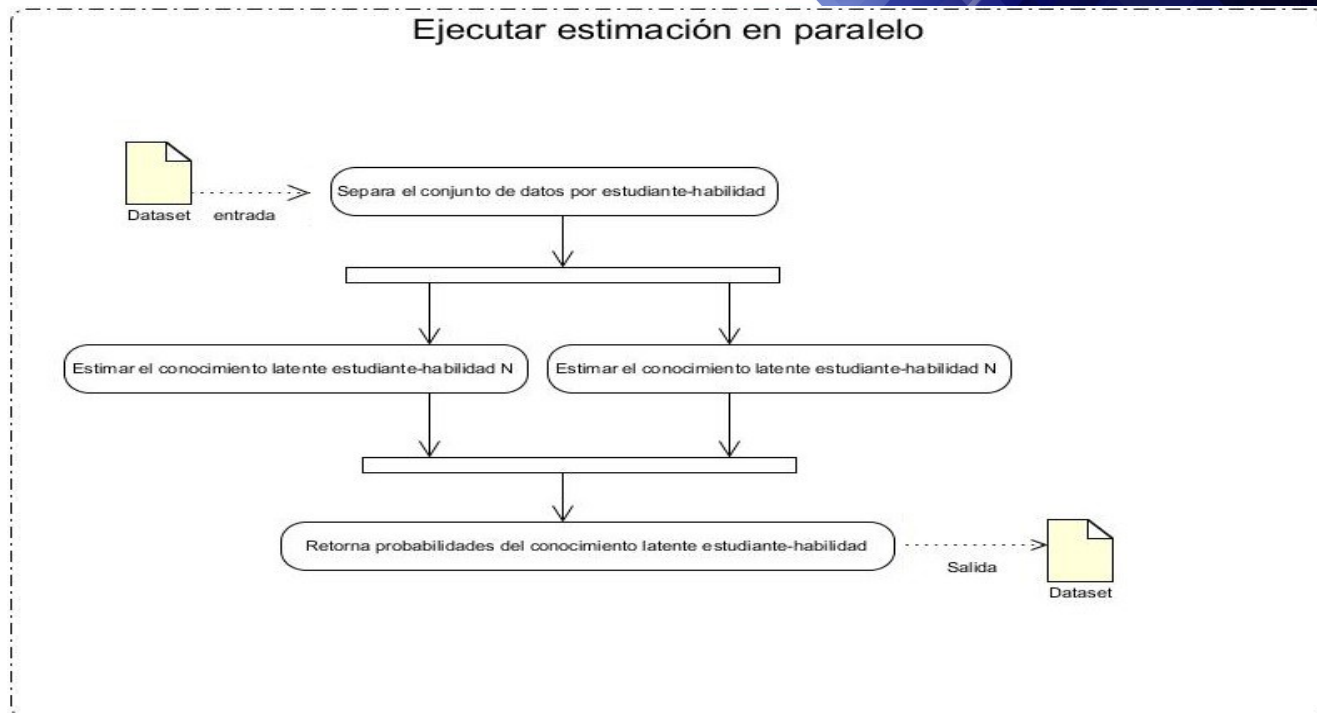 Ejecutar estimación en paralelo
Separa el conjunto de datos por estudiante-habilidad
Dataset
entrada
Estimar el conocimiento latente estudiante-habilidad N
Estimar el conocimiento latente estudiante-habilidad N
Retorna probabilidades del conocimiento latente estudiante-habilidad
Salida
Dataset